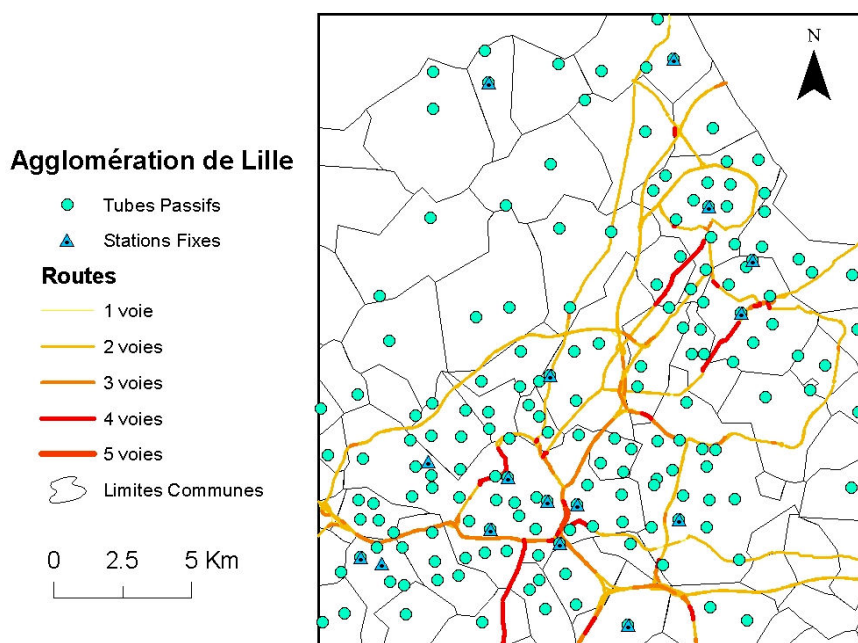 N
Agglomération de Lille
Tubes Passifs
Stations Fixes
Routes
1 voie
2 voies
3 voies
4 voies
5 voies
Limites Communes
0 2.5 5 Km